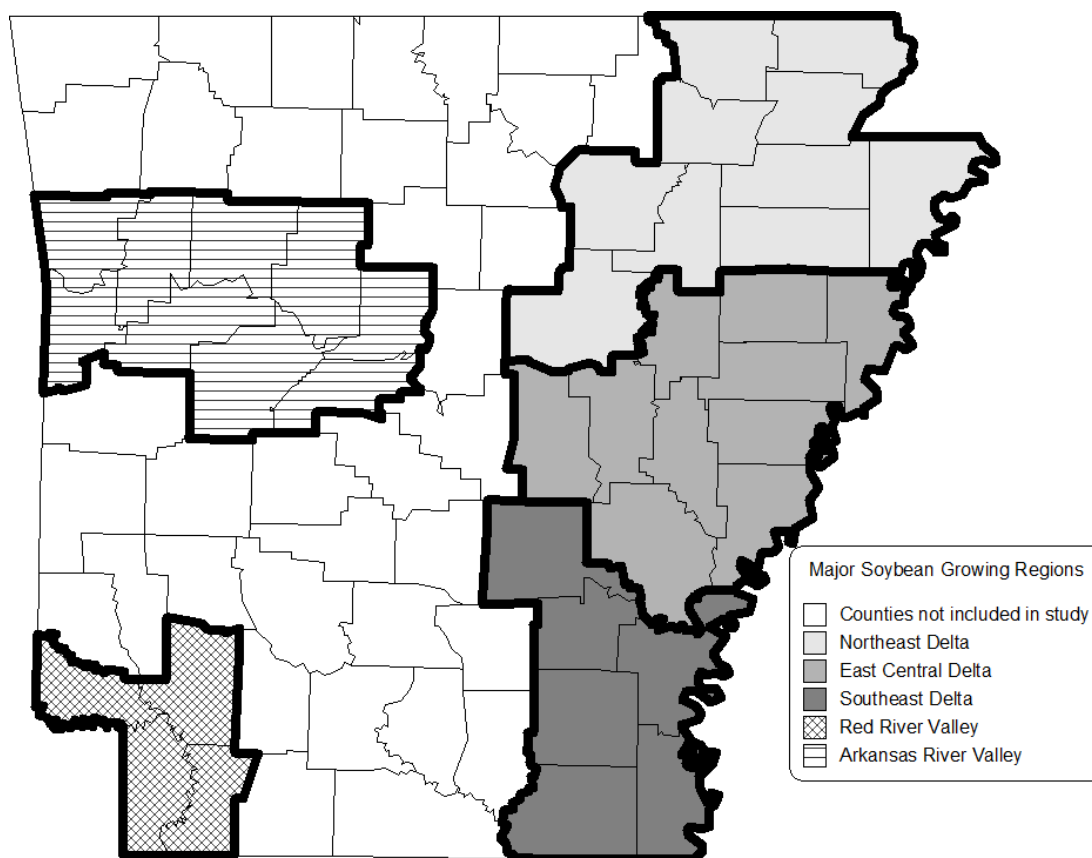 Major Soybean Growing Regions
Counties not included in study
Northeast Delta
East Central Delta
Southeast Delta
Red River Valley
Arkansas River Valley